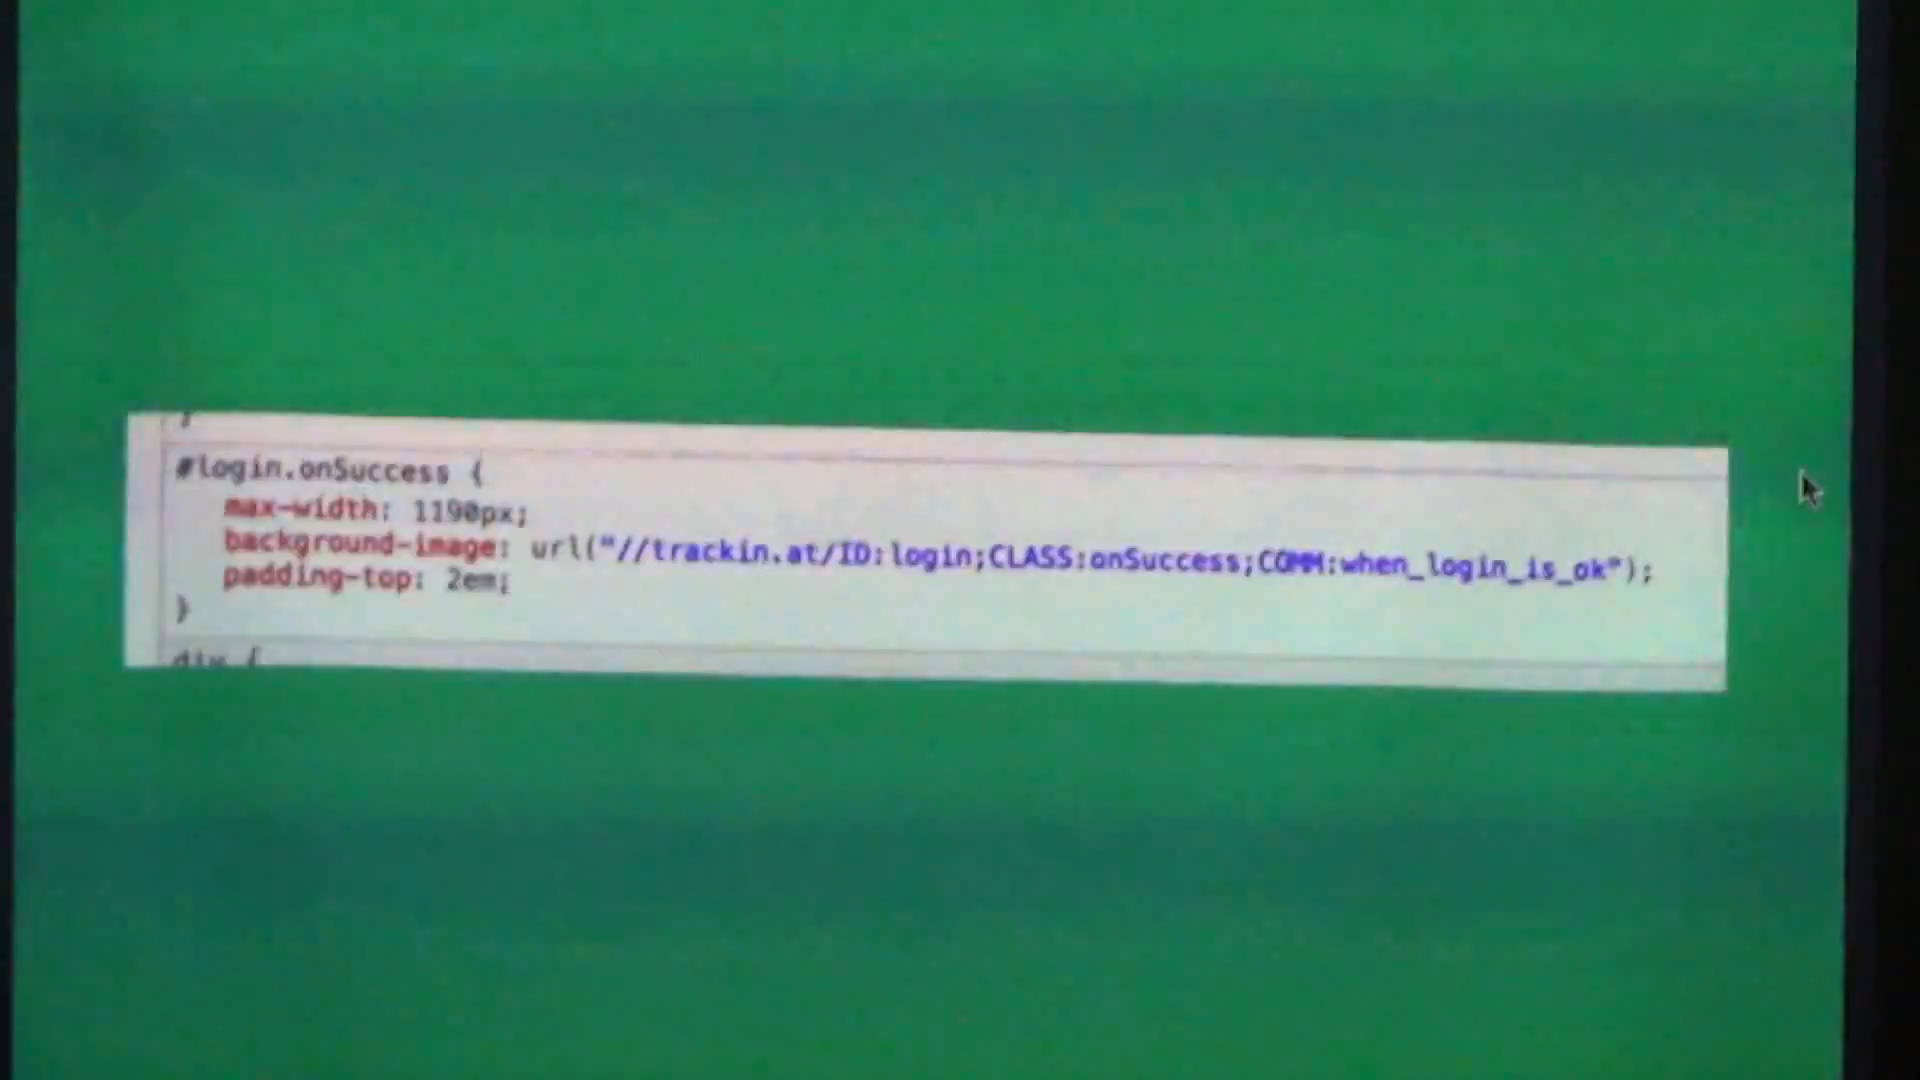 }
#login.onSuccess {
max-width: 1190px;
background-image: url("//trackin.at/ID:login;CLASS:onSuccess;COMM:when_login_is_ok");
padding-top: 2em;
}
div {